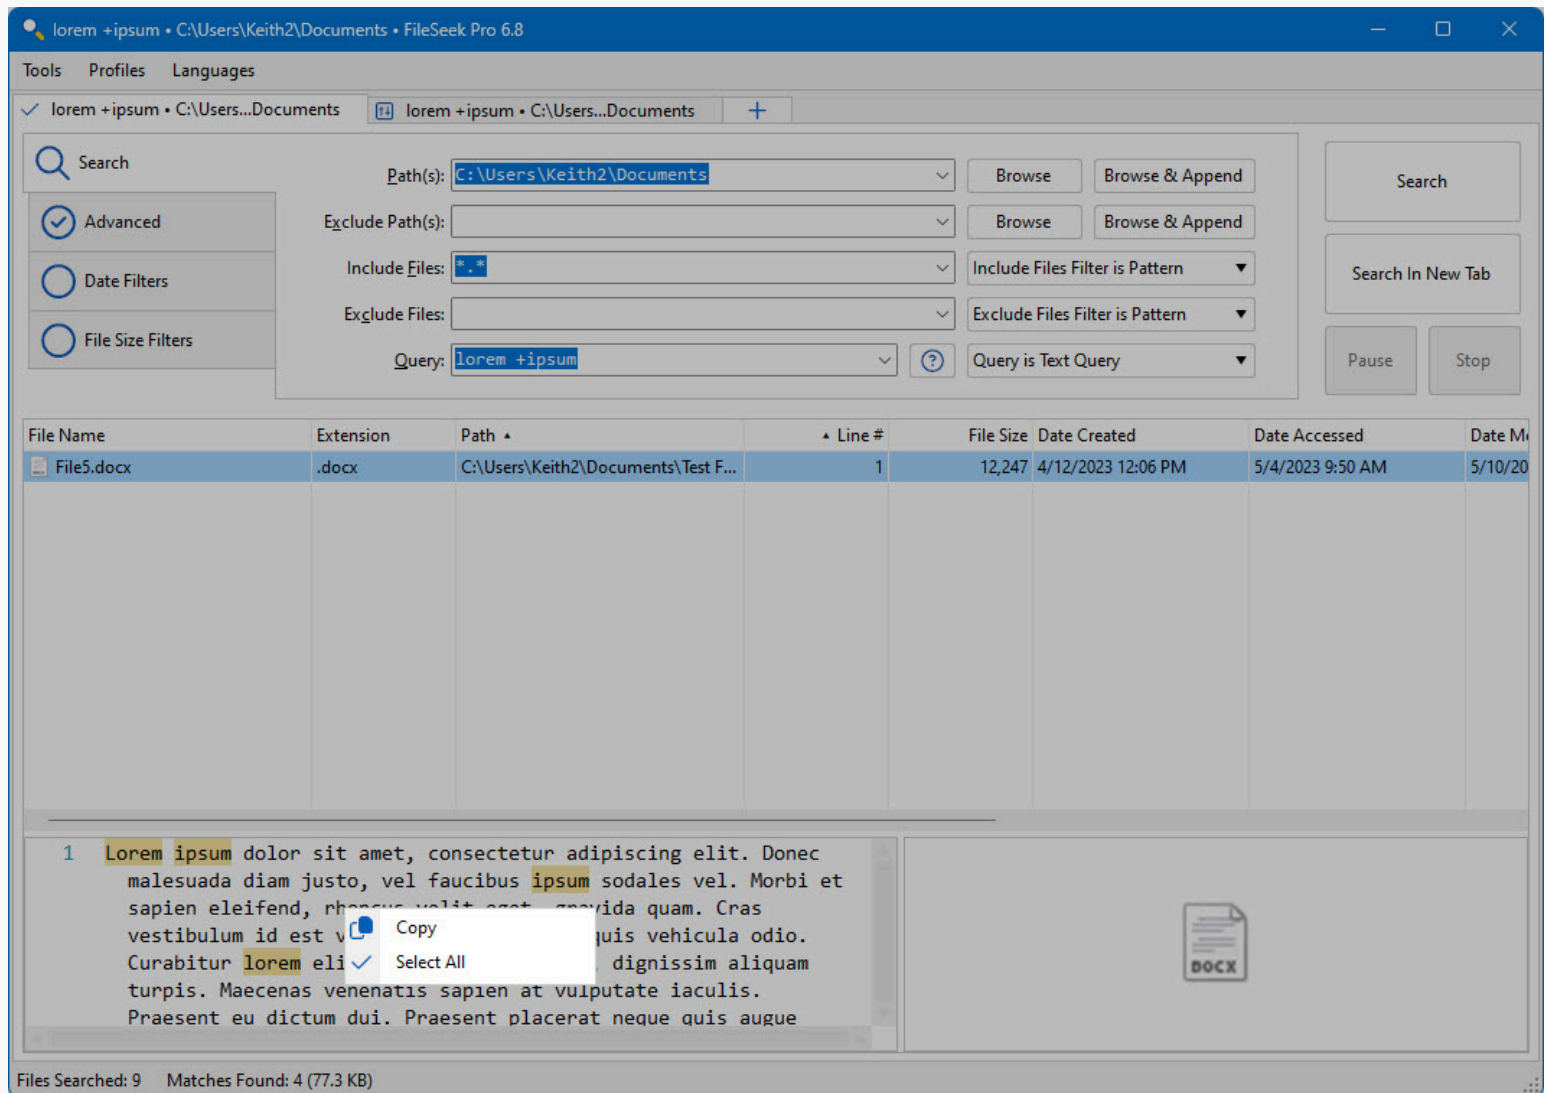 lorem +ipsum • C:\Users\Keith2\Documents • FileSeek Pro 6.8
Tools Profiles Languages
lorem +ipsum • C:\Users...Documents lorem +ipsum • C:\Users...Documents +
Search
Path(s): C:\Users\Keith2\Documents Browse Browse & Append Search
Advanced Exclude Path(s): Browse Browse & Append
Date Filters Include Files: *.* Include Files Filter is Pattern Search In New Tab
File Size Filters Exclude Files: Exclude Files Filter is Pattern
Query: lorem +ipsum ? Query is Text Query Pause Stop
File Name Extension Path Line # File Size Date Created Date Accessed Date M
File5.docx .docx C:\Users\Keith2\Documents\Test F... 1 12,247 4/12/2023 12:06 PM 5/4/2023 9:50 AM 5/10/20
1 Lorem ipsum dolor sit amet, consectetur adipiscing elit. Donec
malesuada diam justo, vel faucibus ipsum sodales vel. Morbi et
sapien eleifend, rhoncus velit eget, gravida quam. Cras
vestibulum id est v quis vehicula odio.
Curabitur lorem eli dignissim aliquam
turpis. Maecenas venenatis sapien at vulputate iaculis.
Praesent eu dictum dui. Praesent placerat neque quis augue
Copy
Select All
DOCX
Files Searched: 9 Matches Found: 4 (77.3 KB)